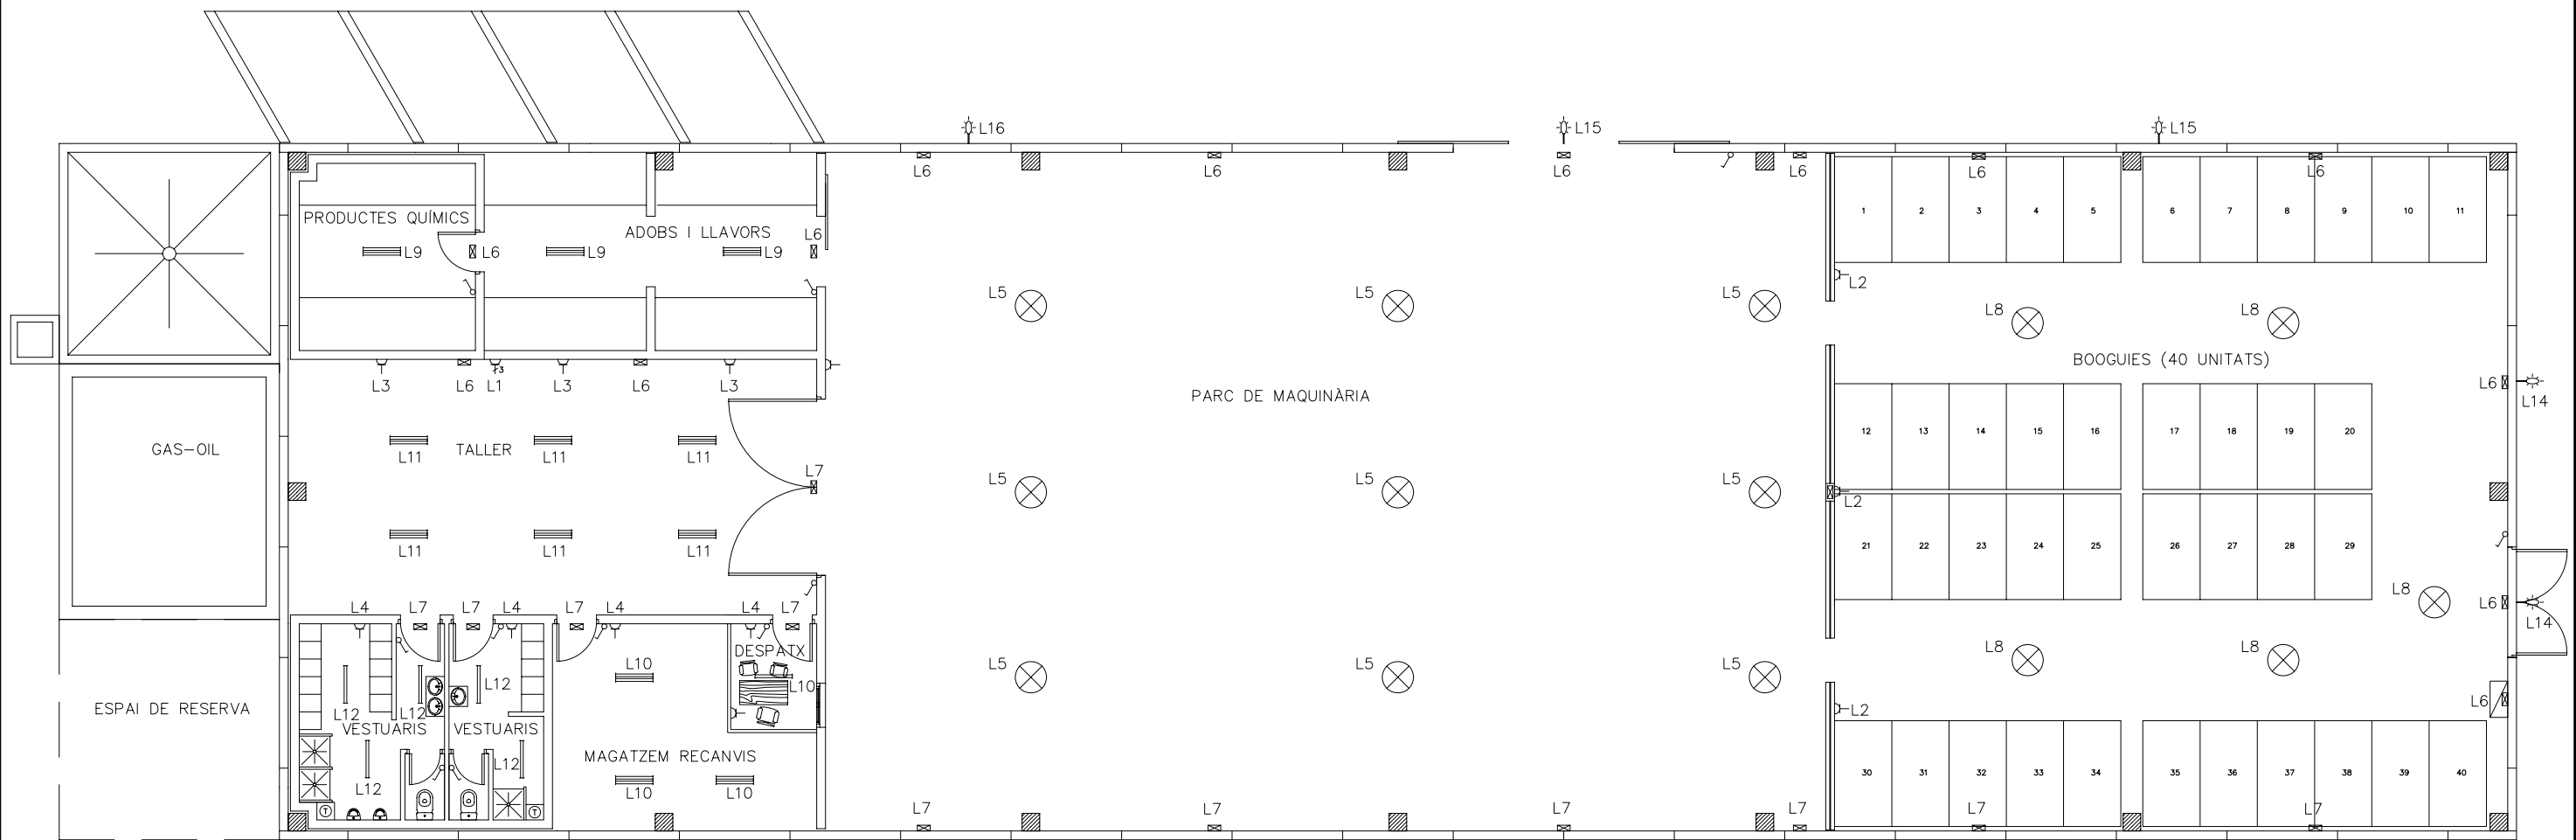 L16
L15
L15
L6
L6
L6
L6
L6
L6
PRODUCTES QUÍMICS
ADOBS I LLAVORS
L9
L6
L9
L9
L6
1
2
3
4
5
6
7
8
9
10
11
L2
L5
L5
L5
L8
L8
BOOGUIES (40 UNITATS)
L3
L6
L1
3
L3
L6
L3
PARC DE MAQUINÀRIA
L6
L14
GAS-OIL
TALLER
L11
L11
L11
L7
12
13
14
15
16
17
18
19
20
L5
L5
L5
L2
L11
L11
L11
21
22
23
24
25
26
27
28
29
L4
L7
L7
L4
L7
L4
L4
L7
L8
L6
L14
DESPATX
L10
L10
L5
L5
L5
L8
L8
L12
L12
L12
L6
ESPAI DE RESERVA
VESTUARIS
VESTUARIS
L2
MAGATZEM RECANVIS
L12
L12
L10
L10
30
31
32
33
34
35
36
37
38
39
40
T
T
L7
L7
L7
L7
L7
L7